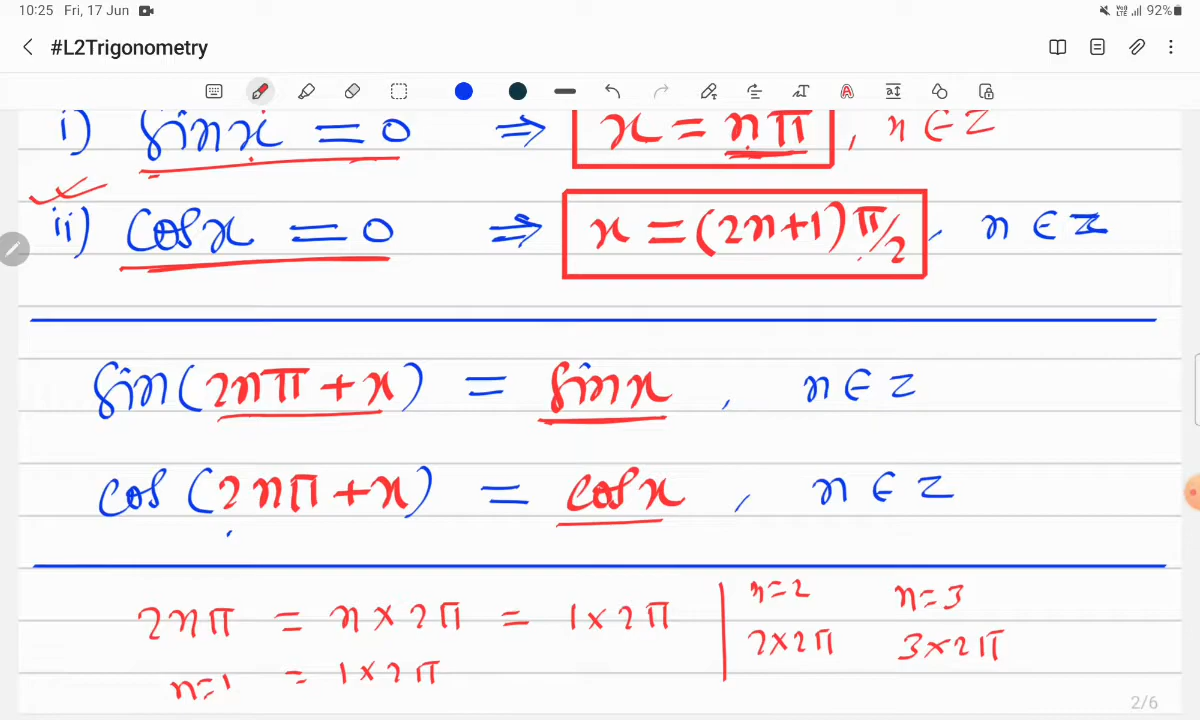 10:25 Fri, 17 Jun 92%
#L2Trigonometry
i) sinx = 0 ⇒ x = nπ, n ∈ Z
ii) cosx = 0 ⇒ x = (2n+1)π/2, n ∈ Z
sin(2nπ + x) = sinx, n ∈ Z
cos(2nπ + x) = cosx, n ∈ Z
2nπ = n × 2π = 1 × 2π | n=2 n=3
n=1 = 1 × 2π 2×2π 3×2π
2/6